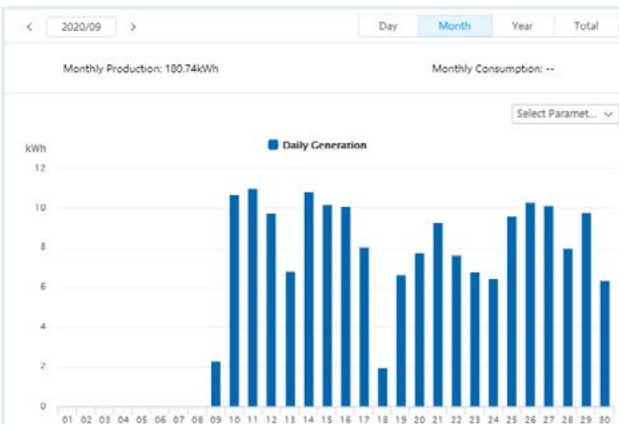 < 2020/09 > Day Month Year Total
Monthly Production: 180.74kWh Monthly Consumption: --
Select Paramet...
Daily Generation
kWh
12
10
8
6
4
2
0
01 02 03 04 05 06 07 08 09 10 11 12 13 14 15 16 17 18 19 20 21 22 23 24 25 26 27 28 29 30